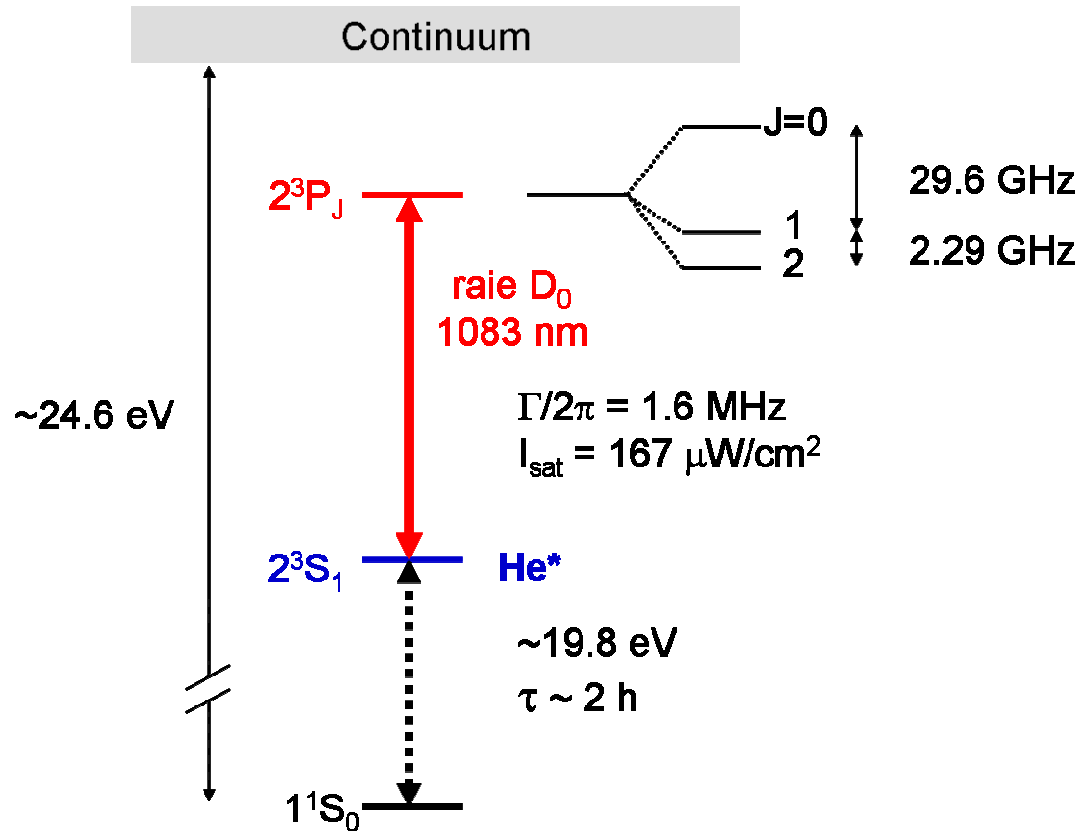 Continuum
J=0
29.6 GHz
2³P_J
1
2.29 GHz
2
raie D₀
1083 nm
~24.6 eV
Γ/2π = 1.6 MHz
I_sat = 167 μW/cm²
2³S₁
He*
~19.8 eV
τ ~ 2 h
1¹S₀